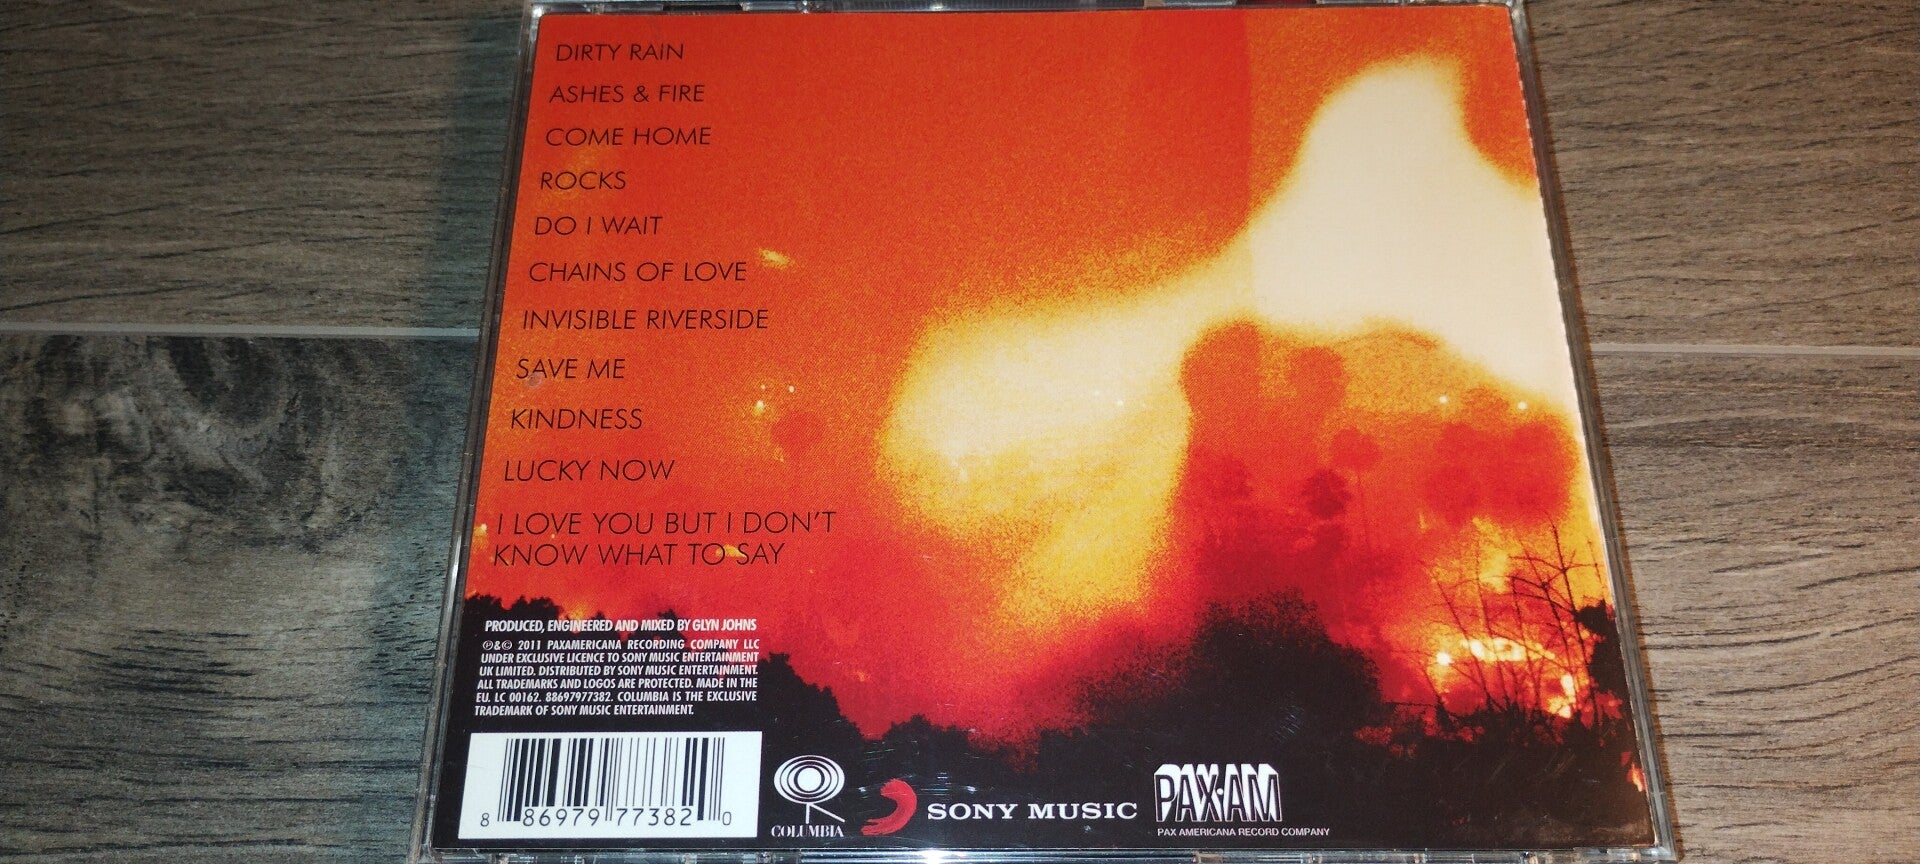 DIRTY RAIN
ASHES & FIRE
COME HOME
ROCKS
DO I WAIT
CHAINS OF LOVE
INVISIBLE RIVERSIDE
SAVE ME
KINDNESS
LUCKY NOW
I LOVE YOU BUT I DON'T
KNOW WHAT TO SAY
PRODUCED, ENGINEERED AND MIXED BY GLYN JOHNS
℗&© 2011 PAXAMERICANA RECORDING COMPANY LLC
UNDER EXCLUSIVE LICENCE TO SONY MUSIC ENTERTAINMENT
UK LIMITED. DISTRIBUTED BY SONY MUSIC ENTERTAINMENT.
ALL TRADEMARKS AND LOGOS ARE PROTECTED. MADE IN THE
EU. LC 00162. 88697977382. COLUMBIA IS THE EXCLUSIVE
TRADEMARK OF SONY MUSIC ENTERTAINMENT.
8 86979 77382 0
COLUMBIA
SONY MUSIC
PAX·AM
PAX AMERICANA RECORD COMPANY